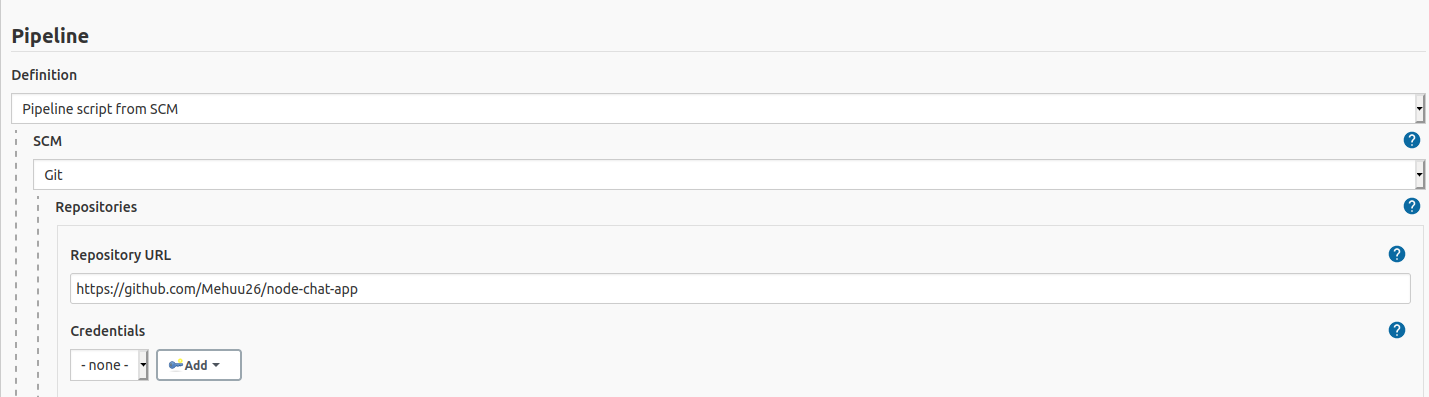 Pipeline
Definition
Pipeline script from SCM
SCM
?
Git
Repositories
?
Repository URL
?
https://github.com/Mehuu26/node-chat-app
Credentials
?
- none -
Add